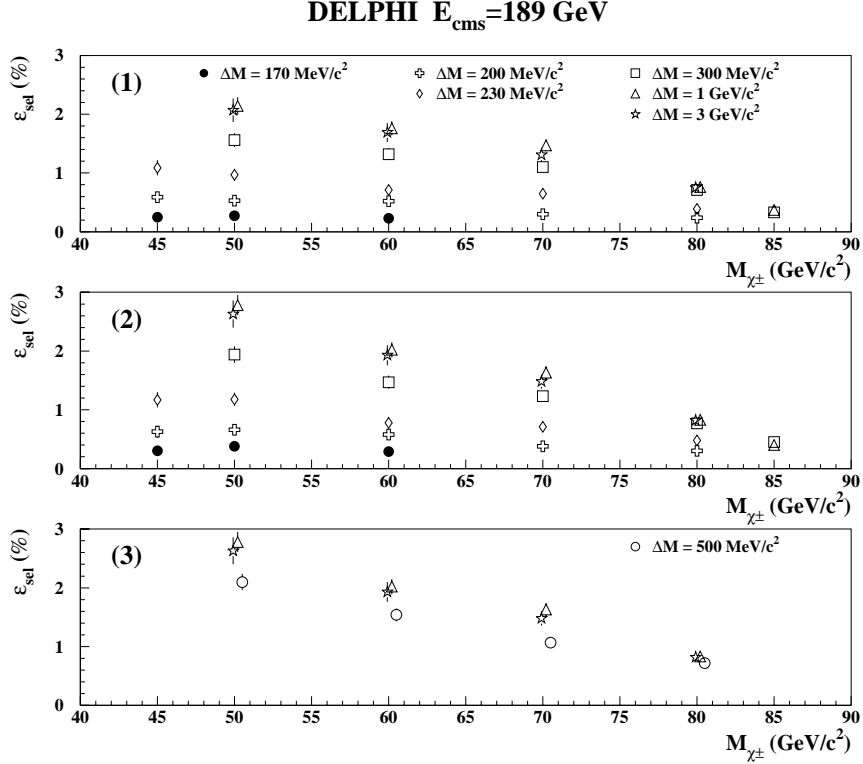 DELPHI E_cms=189 GeV
ε_sel (%)
(1)
ΔM = 170 MeV/c²
ΔM = 200 MeV/c²
ΔM = 300 MeV/c²
ΔM = 230 MeV/c²
ΔM = 1 GeV/c²
ΔM = 3 GeV/c²
3
2
1
0
40 45 50 55 60 65 70 75 80 85 90
M_χ± (GeV/c²)
ε_sel (%)
(2)
3
2
1
0
40 45 50 55 60 65 70 75 80 85 90
M_χ± (GeV/c²)
ε_sel (%)
(3)
ΔM = 500 MeV/c²
3
2
1
0
40 45 50 55 60 65 70 75 80 85 90
M_χ± (GeV/c²)